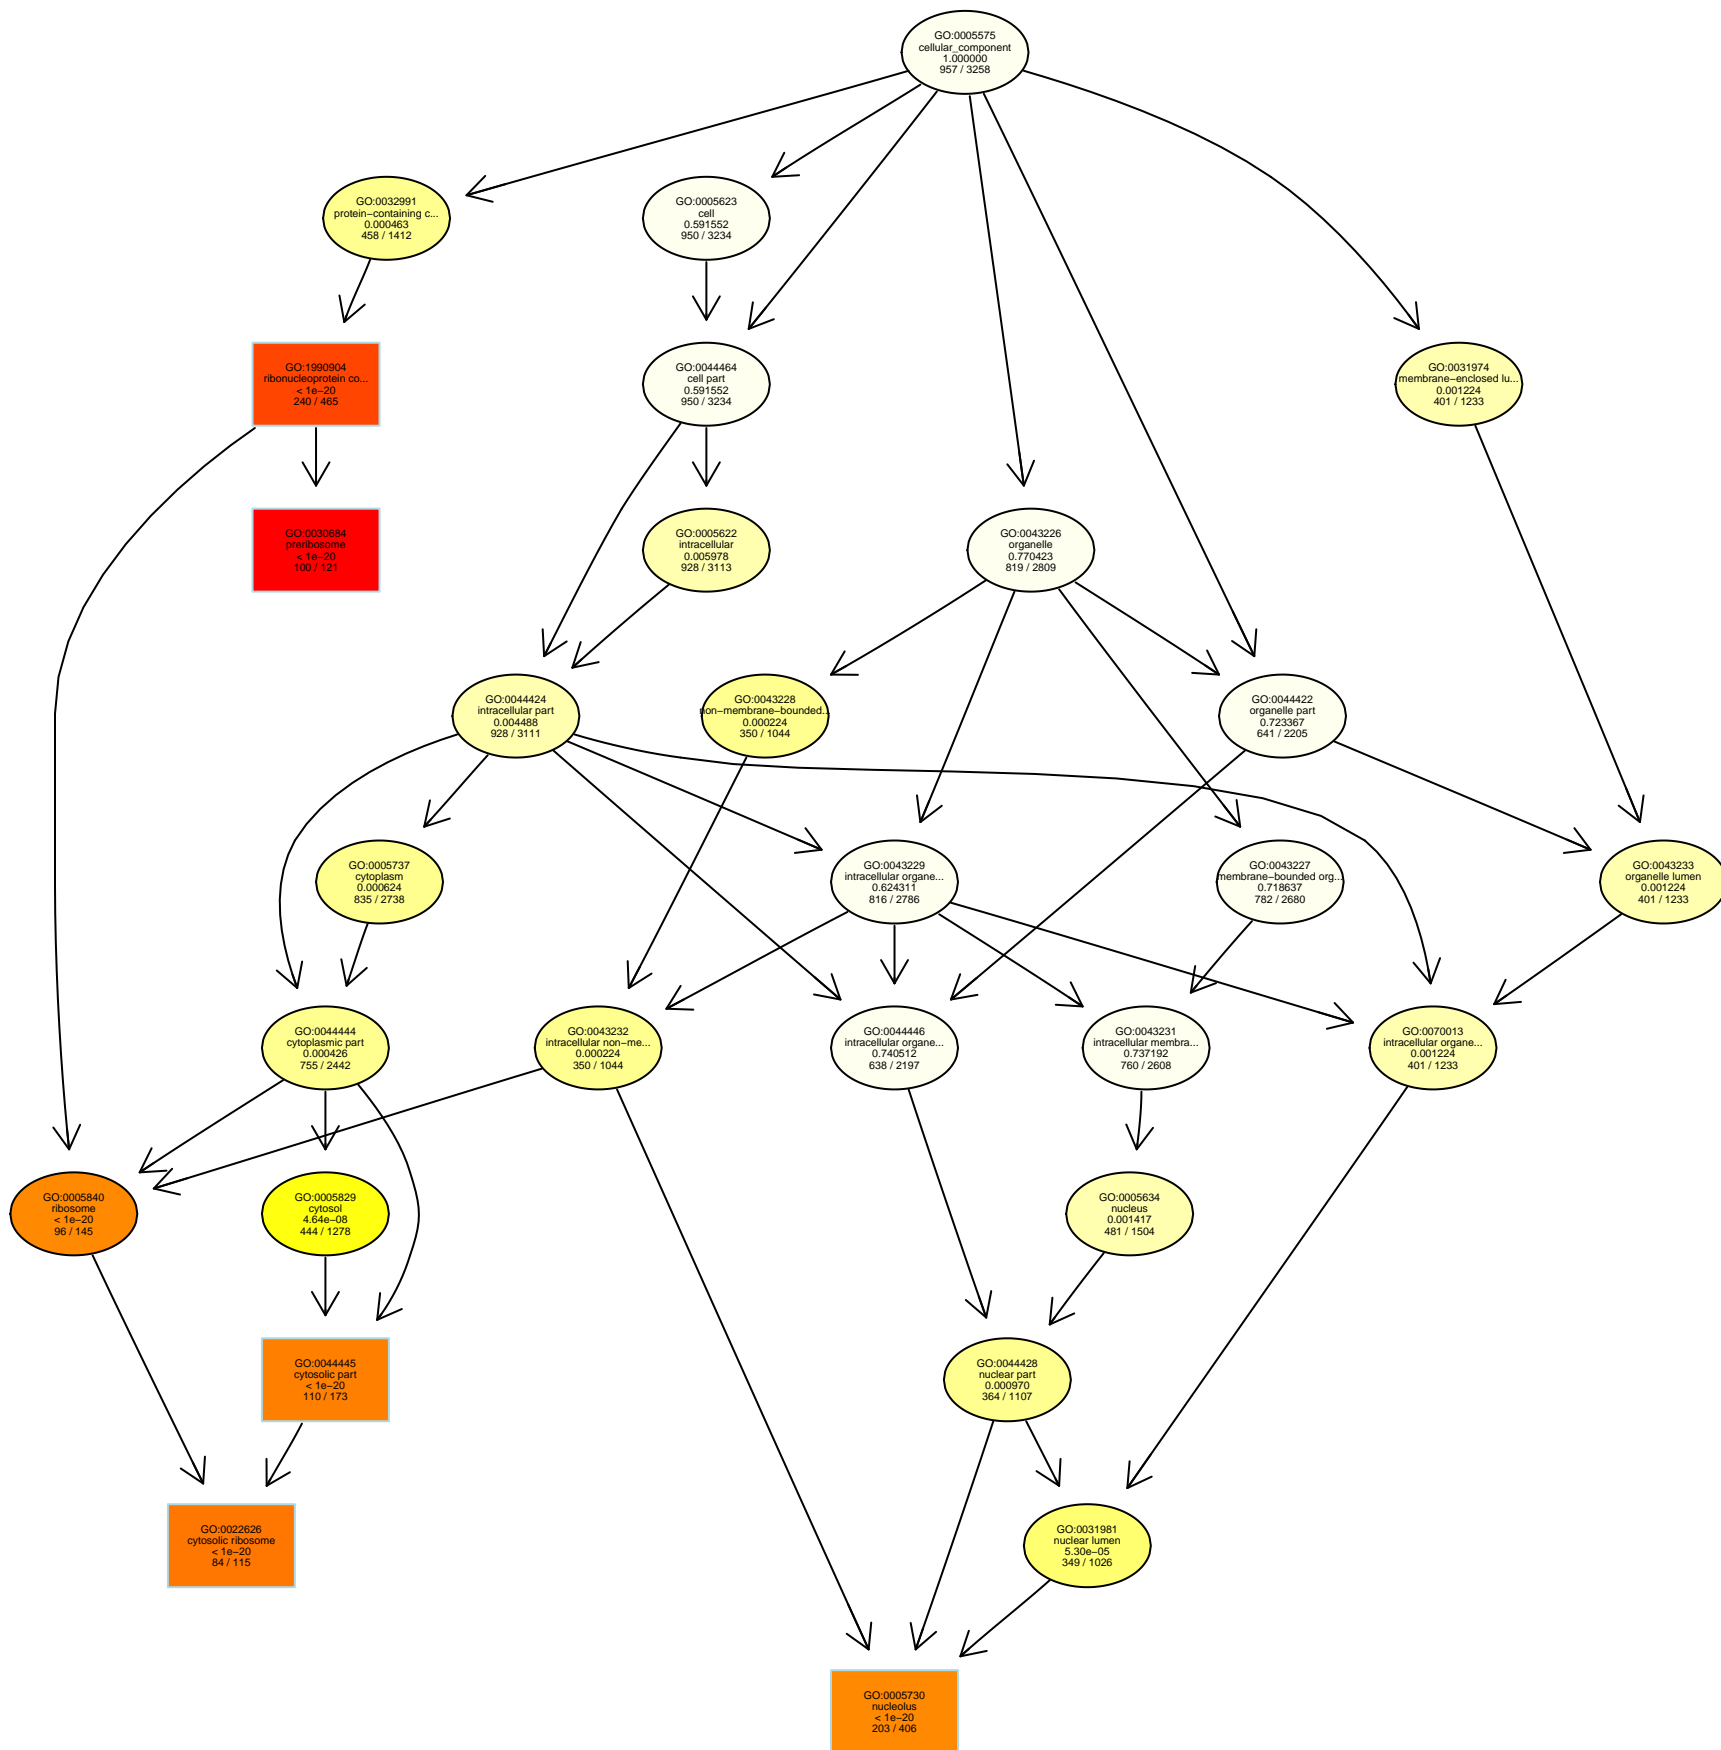 GO:0005575
cellular_component
1.000000
957 / 3258
GO:0032991
protein−containing c...
0.000463
458 / 1412
GO:0005623
cell
0.591552
950 / 3234
GO:1990904
ribonucleoprotein co...
< 1e−20
240 / 465
GO:0044464
cell part
0.591552
950 / 3234
GO:0031974
membrane−enclosed lu...
0.001224
401 / 1233
GO:0030684
preribosome
< 1e−20
100 / 121
GO:0005622
intracellular
0.005978
928 / 3113
GO:0043226
organelle
0.770423
819 / 2809
GO:0044424
intracellular part
0.004488
928 / 3111
GO:0043228
non−membrane−bounded...
0.000224
350 / 1044
GO:0044422
organelle part
0.723367
641 / 2205
GO:0005737
cytoplasm
0.000624
835 / 2738
GO:0043229
intracellular organe...
0.624311
816 / 2786
GO:0043227
membrane−bounded org...
0.718637
782 / 2680
GO:0043233
organelle lumen
0.001224
401 / 1233
GO:0044444
cytoplasmic part
0.000426
755 / 2442
GO:0043232
intracellular non−me...
0.000224
350 / 1044
GO:0044446
intracellular organe...
0.740512
638 / 2197
GO:0043231
intracellular membra...
0.737192
760 / 2608
GO:0070013
intracellular organe...
0.001224
401 / 1233
GO:0005840
ribosome
< 1e−20
96 / 145
GO:0005829
cytosol
4.64e−08
444 / 1278
GO:0005634
nucleus
0.001417
481 / 1504
GO:0044445
cytosolic part
< 1e−20
110 / 173
GO:0044428
nuclear part
0.000970
364 / 1107
GO:0022626
cytosolic ribosome
< 1e−20
84 / 115
GO:0031981
nuclear lumen
5.30e−05
349 / 1026
GO:0005730
nucleolus
< 1e−20
203 / 406